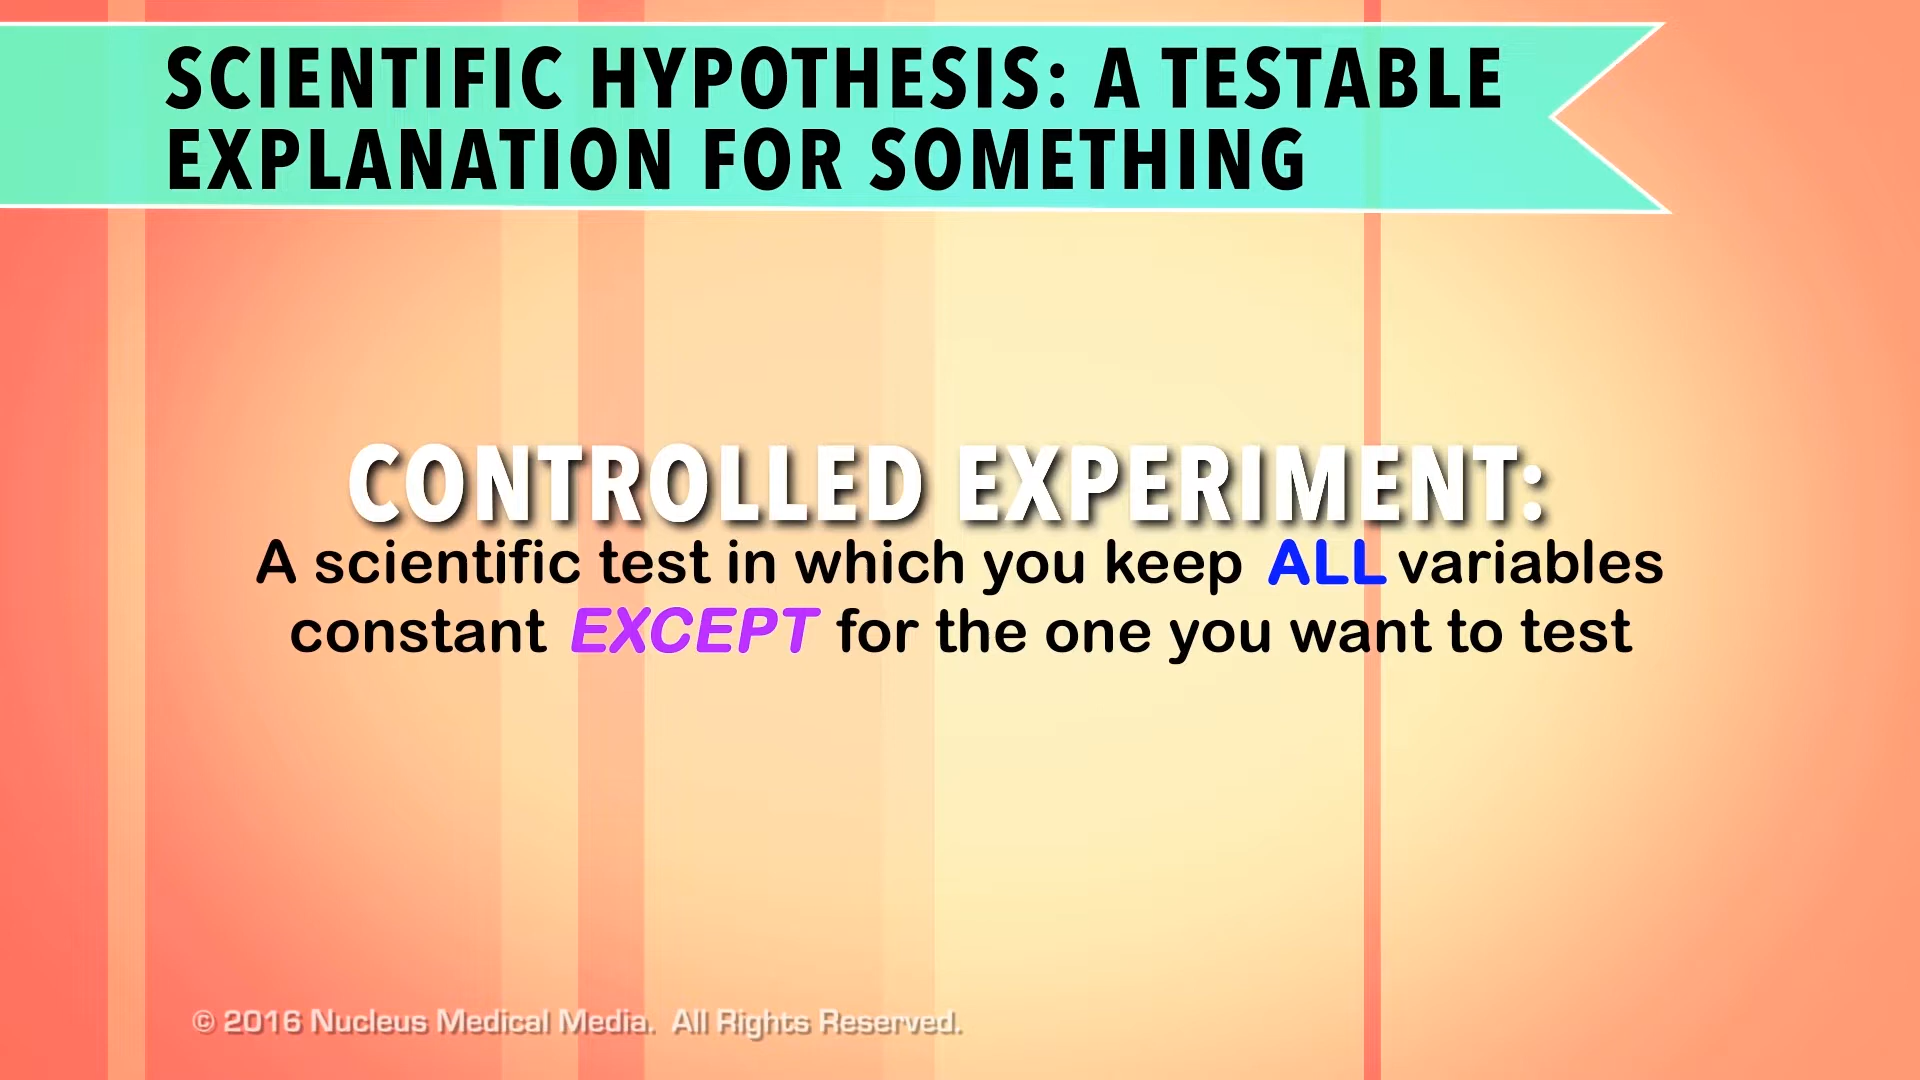 SCIENTIFIC HYPOTHESIS: A TESTABLE
EXPLANATION FOR SOMETHING
CONTROLLED EXPERIMENT:
A scientific test in which you keep ALL variables
constant EXCEPT for the one you want to test
© 2016 Nucleus Medical Media. All Rights Reserved.